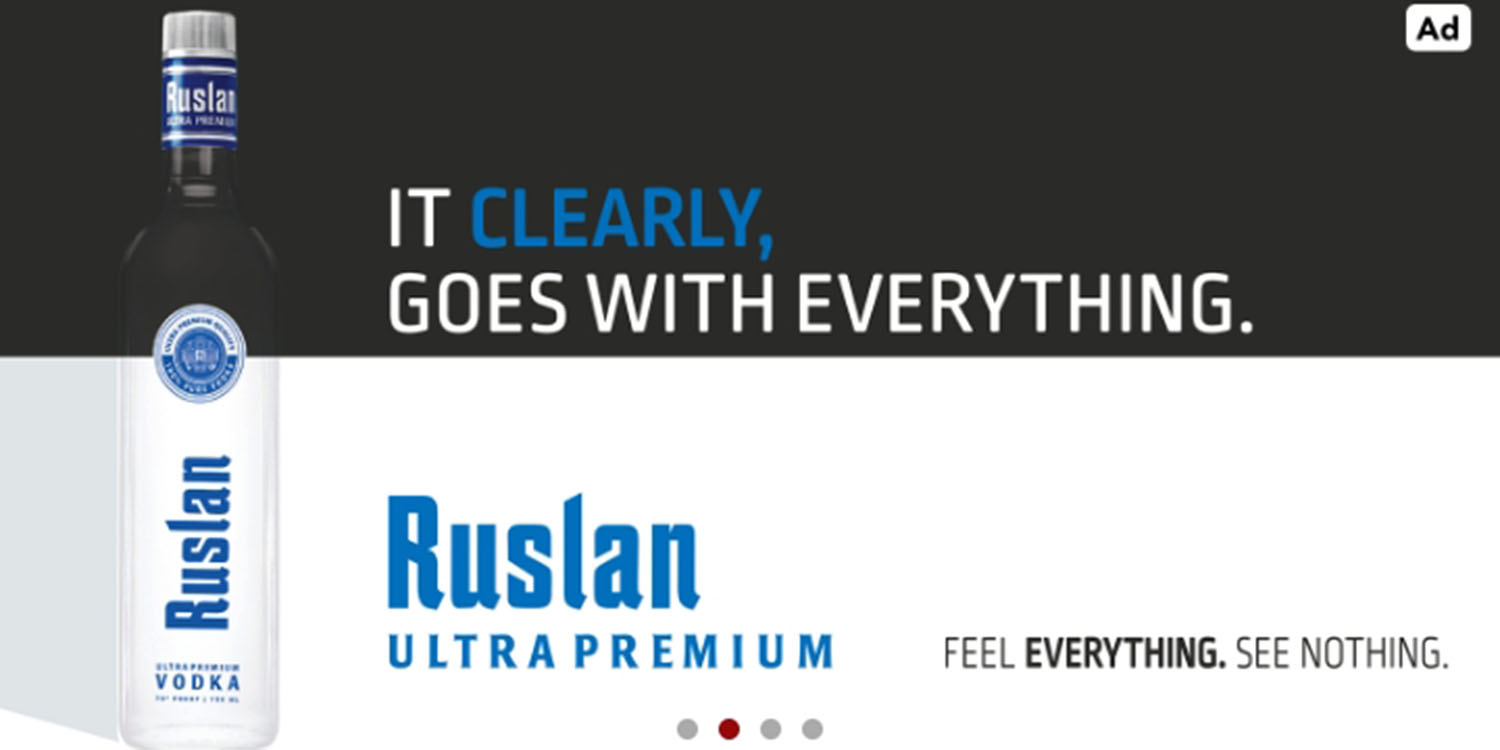 Ad
Ruslan
ULTRA PREMIUM
IT CLEARLY,
GOES WITH EVERYTHING.
ULTRA PREMIUM
Ruslan
ULTRAPREMIUM
VODKA
Ruslan
ULTRAPREMIUM
FEEL EVERYTHING. SEE NOTHING.